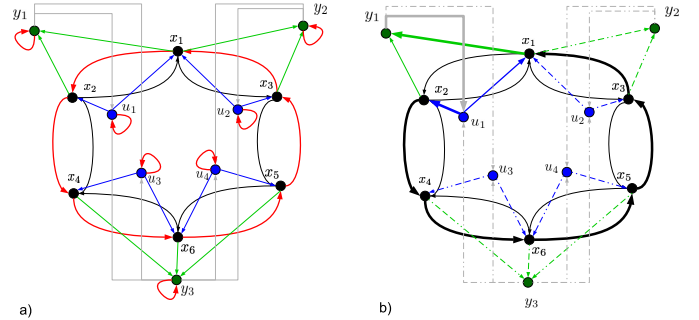 y₁
y₂
x₁
x₂
x₃
u₁
u₂
x₄
u₃
u₄
x₅
x₆
y₃
a)
y₁
y₂
x₁
x₂
x₃
u₁
u₂
x₄
u₃
u₄
x₅
x₆
y₃
b)